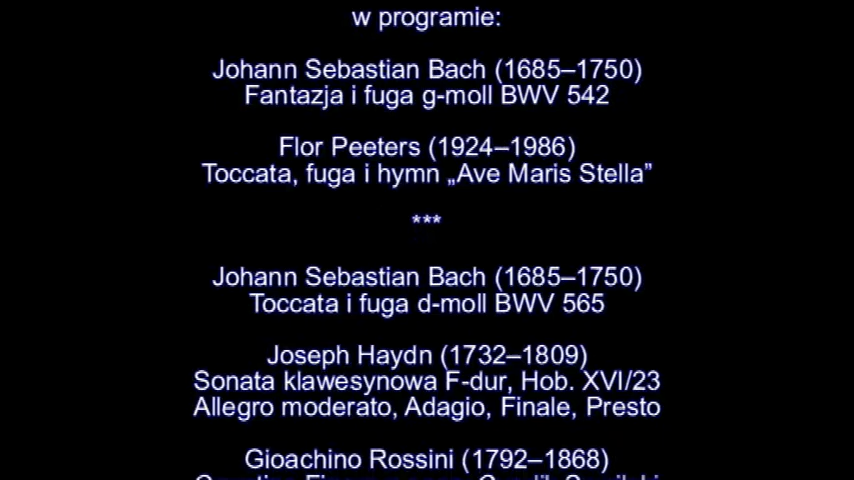 w programie:
Johann Sebastian Bach (1685–1750)
Fantazja i fuga g-moll BWV 542
Flor Peeters (1924–1986)
Toccata, fuga i hymn „Ave Maris Stella”
***
Johann Sebastian Bach (1685–1750)
Toccata i fuga d-moll BWV 565
Joseph Haydn (1732–1809)
Sonata klawesynowa F-dur, Hob. XVI/23
Allegro moderato, Adagio, Finale, Presto
Gioachino Rossini (1792–1868)